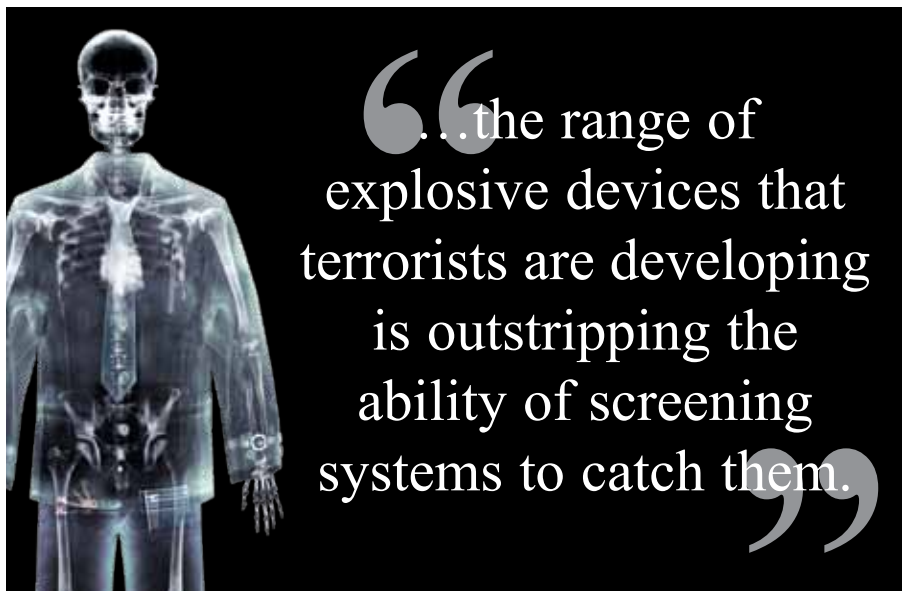 “…the range of
explosive devices that
terrorists are developing
is outstripping the
ability of screening
systems to catch them.”